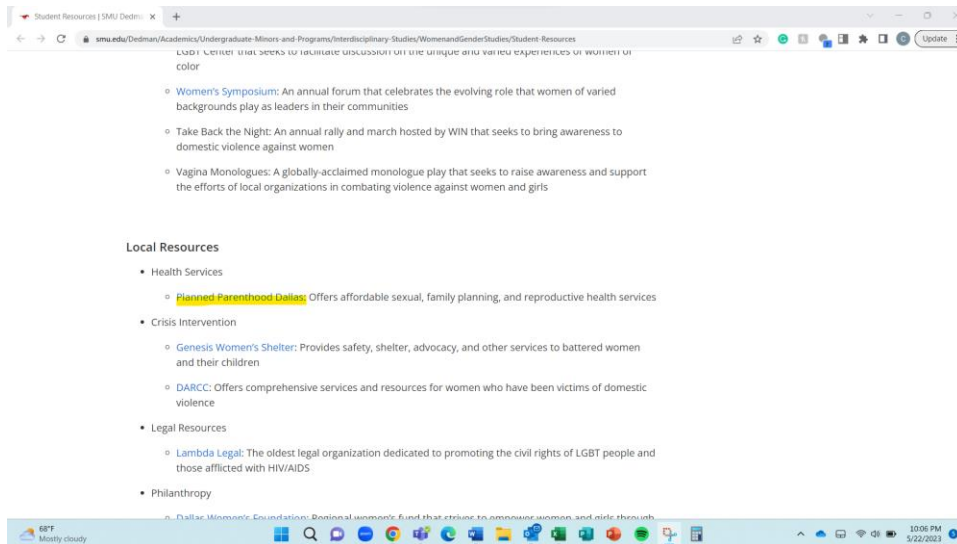 Student Resources | SMU Dedm
smu.edu/Dedman/Academics/Undergraduate-Minors-and-Programs/Interdisciplinary-Studies/WomenandGenderStudies/Student-Resources
Update
LGBT Center that seeks to facilitate discussion on the unique and varied experiences of women of
color
Women's Symposium: An annual forum that celebrates the evolving role that women of varied
backgrounds play as leaders in their communities
Take Back the Night: An annual rally and march hosted by WIN that seeks to bring awareness to
domestic violence against women
Vagina Monologues: A globally-acclaimed monologue play that seeks to raise awareness and support
the efforts of local organizations in combating violence against women and girls
Local Resources
Health Services
Planned Parenthood Dallas: Offers affordable sexual, family planning, and reproductive health services
Crisis Intervention
Genesis Women's Shelter: Provides safety, shelter, advocacy, and other services to battered women
and their children
DARCC: Offers comprehensive services and resources for women who have been victims of domestic
violence
Legal Resources
Lambda Legal: The oldest legal organization dedicated to promoting the civil rights of LGBT people and
those afflicted with HIV/AIDS
Philanthropy
Dallas Women's Foundation: Regional women's fund that strives to empower women and girls through
68°F
Mostly cloudy
10:06 PM
5/22/2023